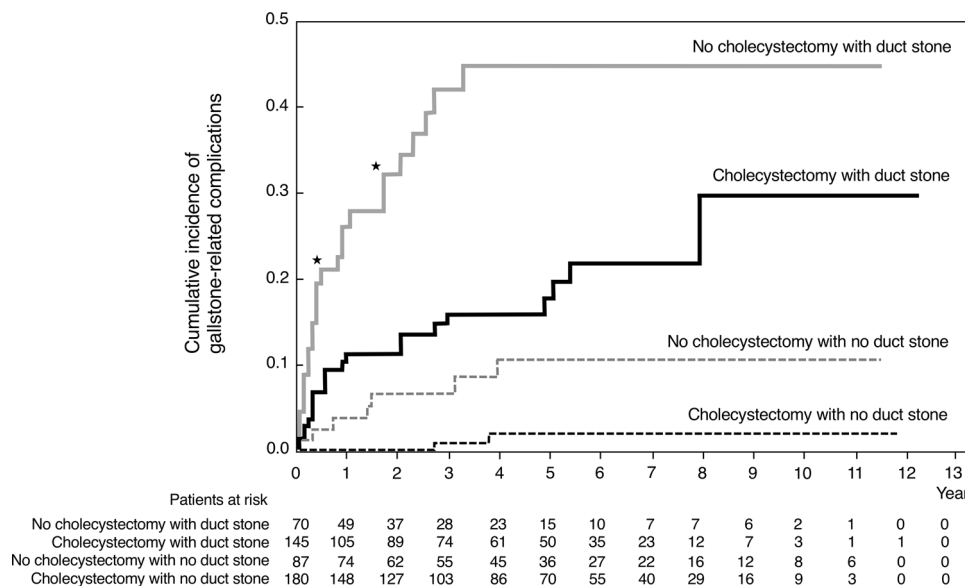 0.5
0.4
0.3
0.2
0.1
0.0
Cumulative incidence of
gallstone-related complications
No cholecystectomy with duct stone
Cholecystectomy with duct stone
No cholecystectomy with no duct stone
Cholecystectomy with no duct stone
0 1 2 3 4 5 6 7 8 9 10 11 12 13
Year
Patients at risk
No cholecystectomy with duct stone 70 49 37 28 23 15 10 7 7 6 2 1 0 0
Cholecystectomy with duct stone 145 105 89 74 61 50 35 23 12 7 3 1 1 0
No cholecystectomy with no duct stone 87 74 62 55 45 36 27 22 16 12 8 6 0 0
Cholecystectomy with no duct stone 180 148 127 103 86 70 55 40 29 16 9 3 0 0